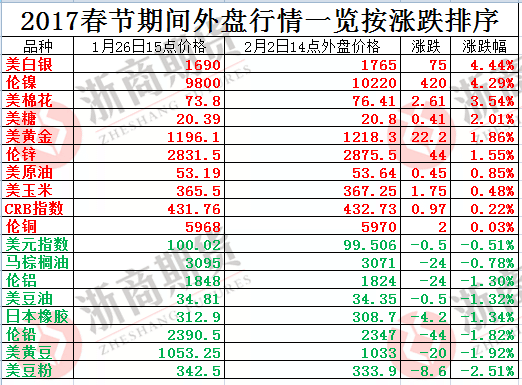 2017春节期间外盘行情一览按涨跌排序
品种 1月26日15点价格 2月2日14点外盘价格 涨跌 涨跌幅
美白银 1690 1765 75 4.44%
伦镍 9800 10220 420 4.29%
美棉花 73.8 76.41 2.61 3.54%
美糖 20.39 20.8 0.41 2.01%
美黄金 1196.1 1218.3 22.2 1.86%
伦锌 2831.5 2875.5 44 1.55%
美原油 53.19 53.64 0.45 0.85%
美玉米 365.5 367.25 1.75 0.48%
CRB指数 431.76 432.73 0.97 0.22%
伦铜 5968 5970 2 0.03%
美元指数 100.02 99.506 -0.5 -0.51%
马棕榈油 3095 3071 -24 -0.78%
伦铝 1848 1824 -24 -1.30%
美豆油 34.81 34.35 -0.5 -1.32%
日本橡胶 312.9 308.7 -4.2 -1.34%
伦铅 2390.5 2347 -44 -1.82%
美黄豆 1053.25 1033 -20 -1.92%
美豆粉 342.5 333.9 -8.6 -2.51%